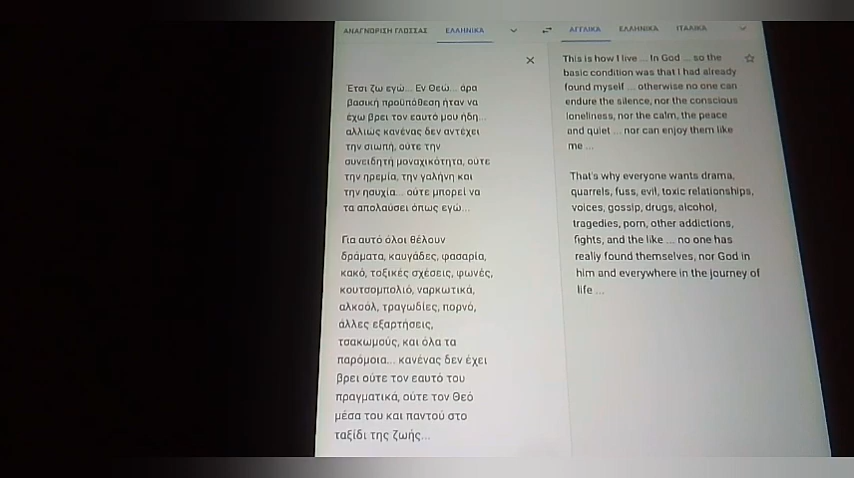 ΑΝΑΓΝΩΡΙΣΗ ΓΛΩΣΣΑΣ ΕΛΛΗΝΙΚΑ ΑΓΓΛΙΚΑ ΕΛΛΗΝΙΚΑ ΙΤΑΛΙΚΑ
Έτσι ζω εγώ... Εν Θεώ... άρα
βασική προϋπόθεση ήταν να
έχω βρει τον εαυτό μου ήδη...
αλλιώς κανένας δεν αντέχει
την σιωπή, ούτε την
συνειδητή μοναχικότητα, ούτε
την ηρεμία, την γαλήνη και
την ησυχία... ούτε μπορεί να
τα απολαύσει όπως εγώ...
Για αυτό όλοι θέλουν
δράματα, καυγάδες, φασαρία,
κακό, τοξικές σχέσεις, φωνές,
κουτσομπολιό, ναρκωτικά,
αλκοόλ, τραγωδίες, πορνό,
άλλες εξαρτήσεις,
τσακωμούς, και όλα τα
παρόμοια... κανένας δεν έχει
βρει ούτε τον εαυτό του
πραγματικά, ούτε τον Θεό
μέσα του και παντού στο
ταξίδι της ζωής...
This is how I live ... In God ... so the
basic condition was that I had already
found myself ... otherwise no one can
endure the silence, nor the conscious
loneliness, nor the calm, the peace
and quiet ... nor can enjoy them like
me ...
That's why everyone wants drama,
quarrels, fuss, evil, toxic relationships,
voices, gossip, drugs, alcohol,
tragedies, porn, other addictions,
fights, and the like ... no one has
really found themselves, nor God in
him and everywhere in the journey of
life ...